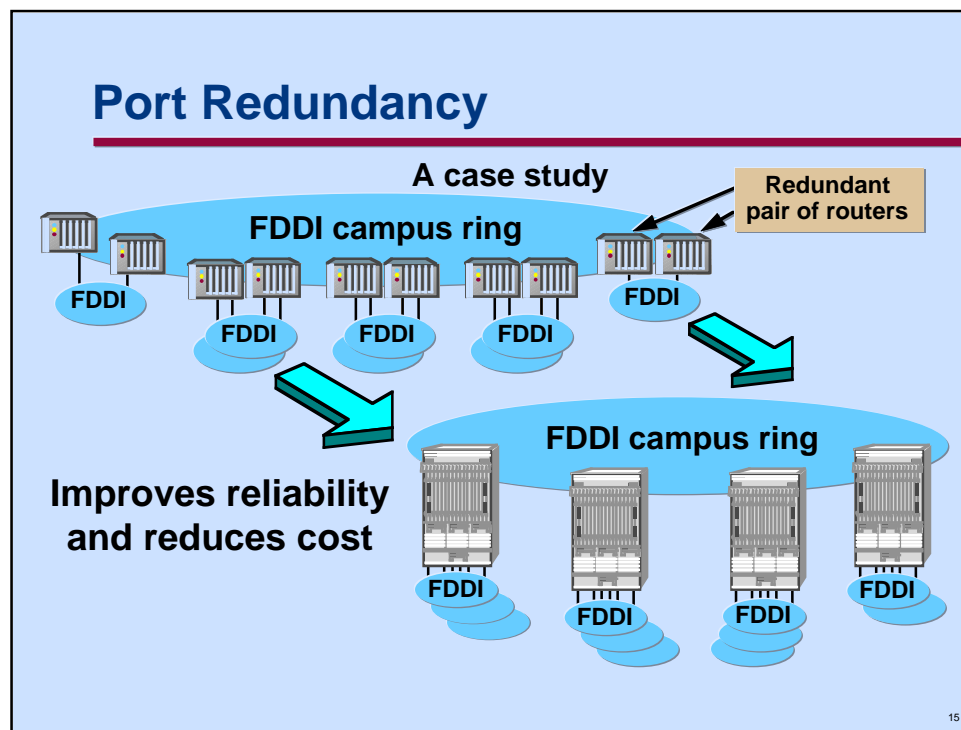 Port Redundancy
A case study
Redundant
pair of routers
FDDI campus ring
FDDI
FDDI
FDDI
FDDI
FDDI
FDDI campus ring
Improves reliability
and reduces cost
FDDI
FDDI
FDDI
FDDI
15